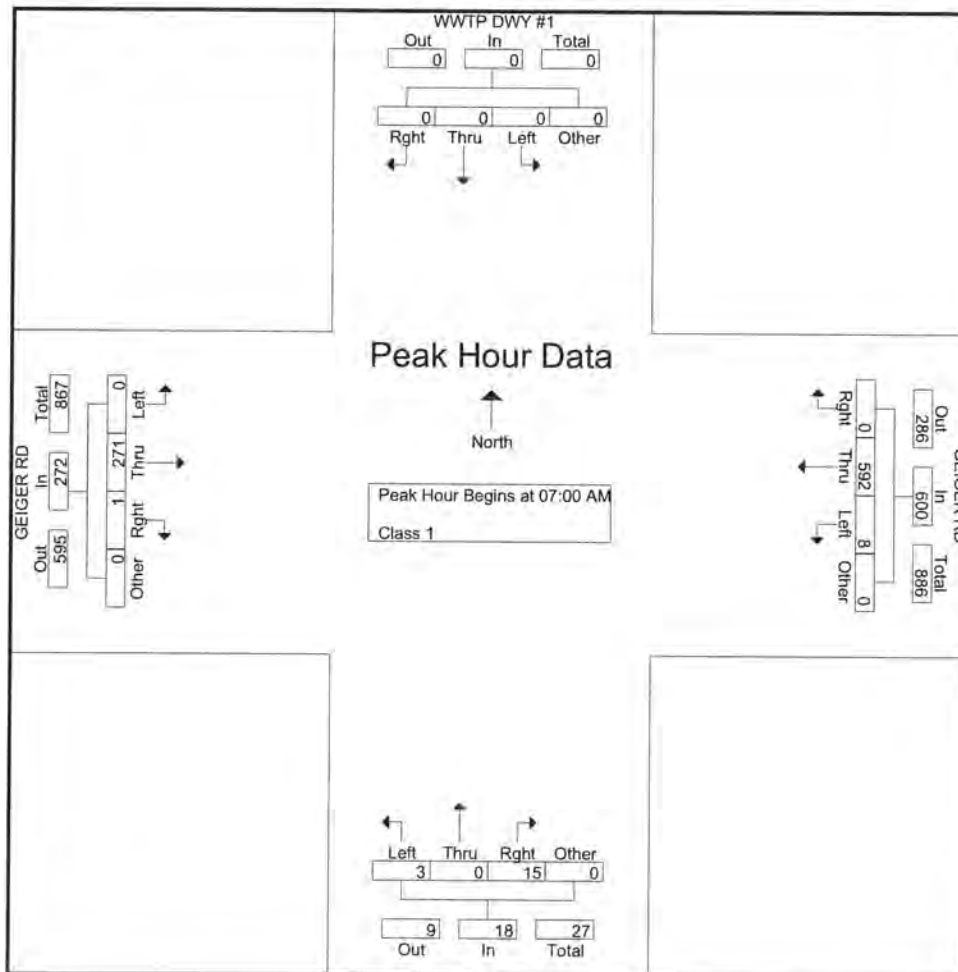 WWTP DWY #1
Out In Total
0 0 0
0 0 0 0
Rght Thru Left Other
Peak Hour Data
North
Peak Hour Begins at 07:00 AM
Class 1
GEIGER RD
Total In Out
867 272 595
0 271 1 0
Left Thru Rght Other
Rght Thru Left Other
0 592 8 0
286 600 886
Out In Total
GEIGER RD
Left Thru Rght Other
3 0 15 0
9 18 27
Out In Total